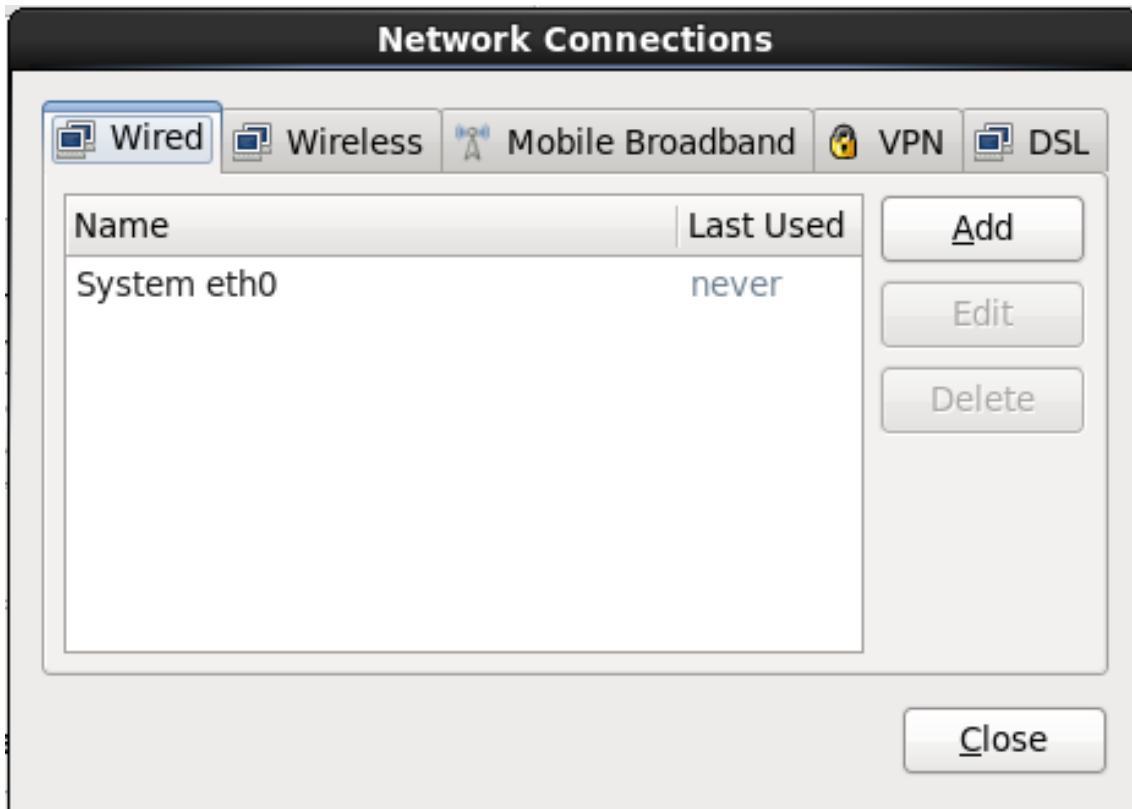 Network Connections
Wired Wireless Mobile Broadband VPN DSL
Name Last Used Add
System eth0 never
Edit
Delete
Close